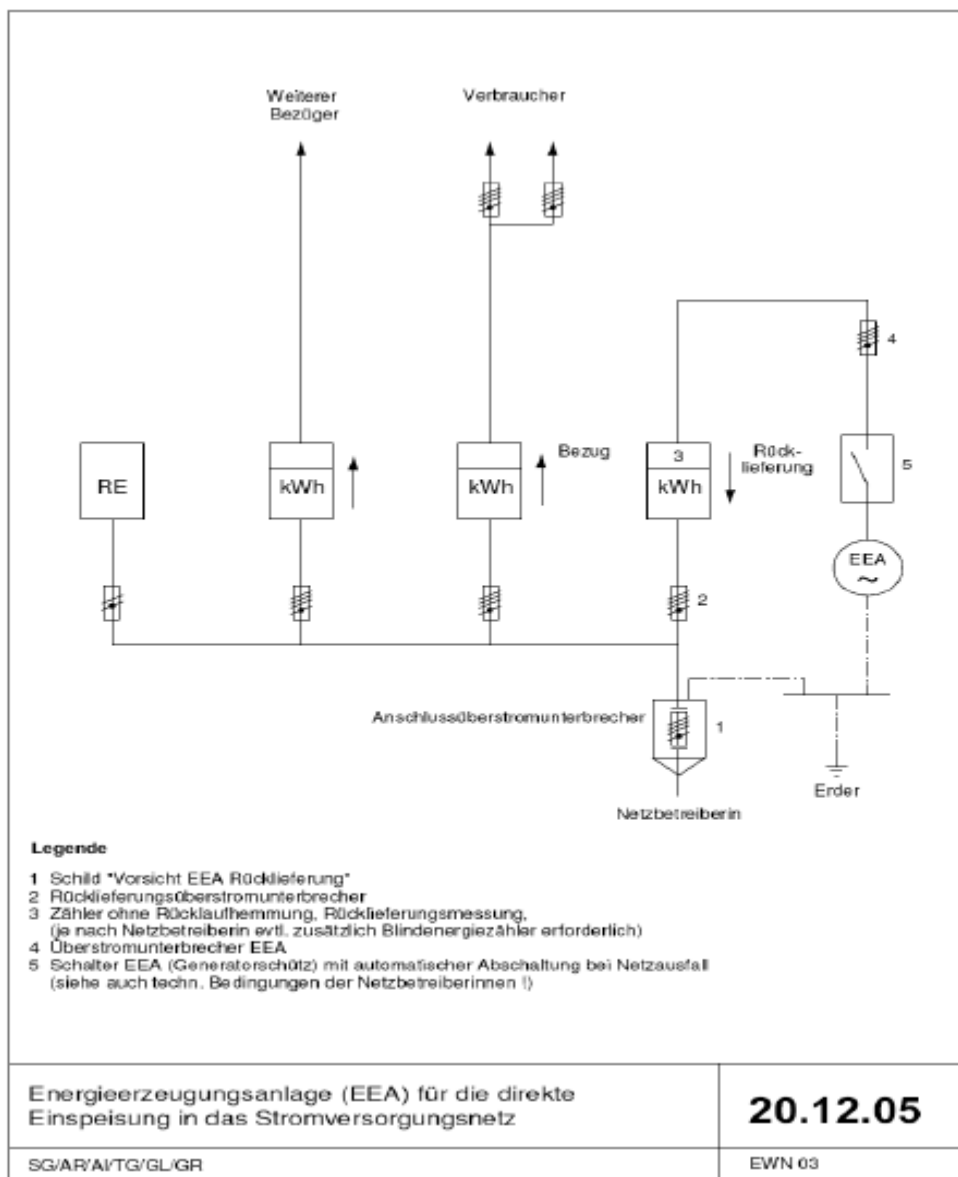 Weiterer
Bezüger
Verbraucher
4
RE
kWh
kWh
Bezug
3
kWh
Rück-
lieferung
5
EEA
~
2
Anschlussüberstromunterbrecher
1
Netzbetreiberin
Erder
Legende
1 Schild "Vorsicht EEA Rücklieferung"
2 Rücklieferungsüberstromunterbrecher
3 Zähler ohne Rücklaufhemmung, Rücklieferungsmessung,
(je nach Netzbetreiberin evtl. zusätzlich Blindenergiezähler erforderlich)
4 Überstromunterbrecher EEA
5 Schalter EEA (Generatorschütz) mit automatischer Abschaltung bei Netzausfall
(siehe auch techn. Bedingungen der Netzbetreiberinnen !)
Energieerzeugungsanlage (EEA) für die direkte
Einspeisung in das Stromversorgungsnetz
20.12.05
SG/AR/AI/TG/GL/GR
EWN 03